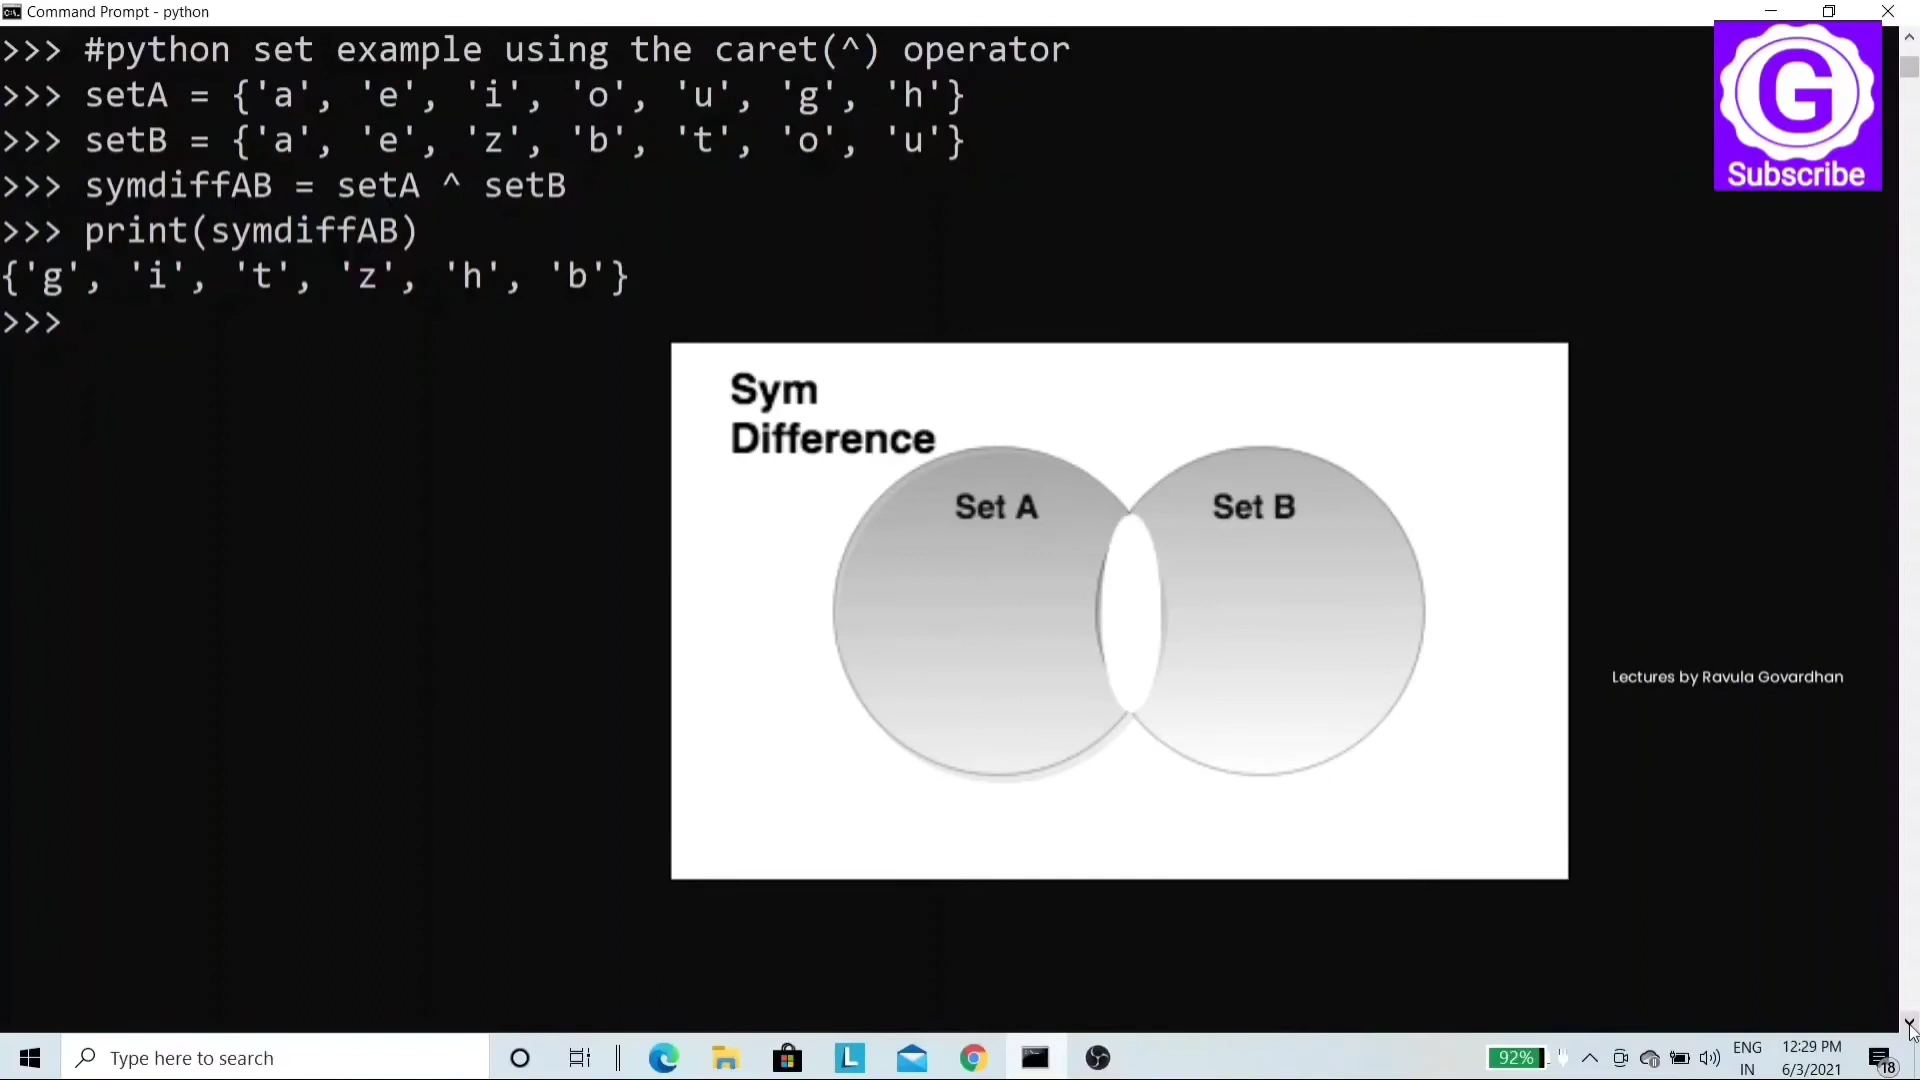 Command Prompt - python
>>> #python set example using the caret(^) operator
>>> setA = {'a', 'e', 'i', 'o', 'u', 'g', 'h'}
>>> setB = {'a', 'e', 'z', 'b', 't', 'o', 'u'}
>>> symdiffAB = setA ^ setB
>>> print(symdiffAB)
{'g', 'i', 't', 'z', 'h', 'b'}
>>>
G
Subscribe
Sym
Difference
Set A
Set B
Lectures by Ravula Govardhan
Type here to search
L
92%
ENG
IN
12:29 PM
6/3/2021
18